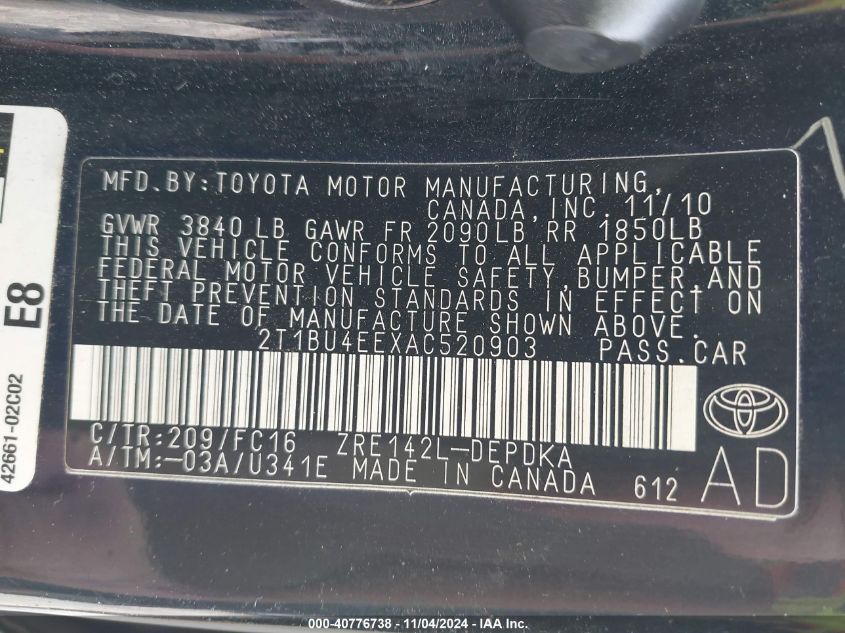 MFD.BY:TOYOTA MOTOR MANUFACTURING,
CANADA,INC. 11/10
GVWR 3840 LB GAWR FR 2090LB RR 1850LB
THIS VEHICLE CONFORMS TO ALL APPLICABLE
FEDERAL MOTOR VEHICLE SAFETY,BUMPER,AND
THEFT PREVENTION STANDARDS IN EFFECT ON
THE DATE OF MANUFACTURE SHOWN ABOVE.
2T1BU4EEXAC520903 PASS.CAR
C/TR:209/FC16 ZRE142L-DEPDKA
A/TM:-03A/U341E MADE IN CANADA 612
AD
42661-02C02
E8
000-40776738 - 11/04/2024 - IAA, Inc.